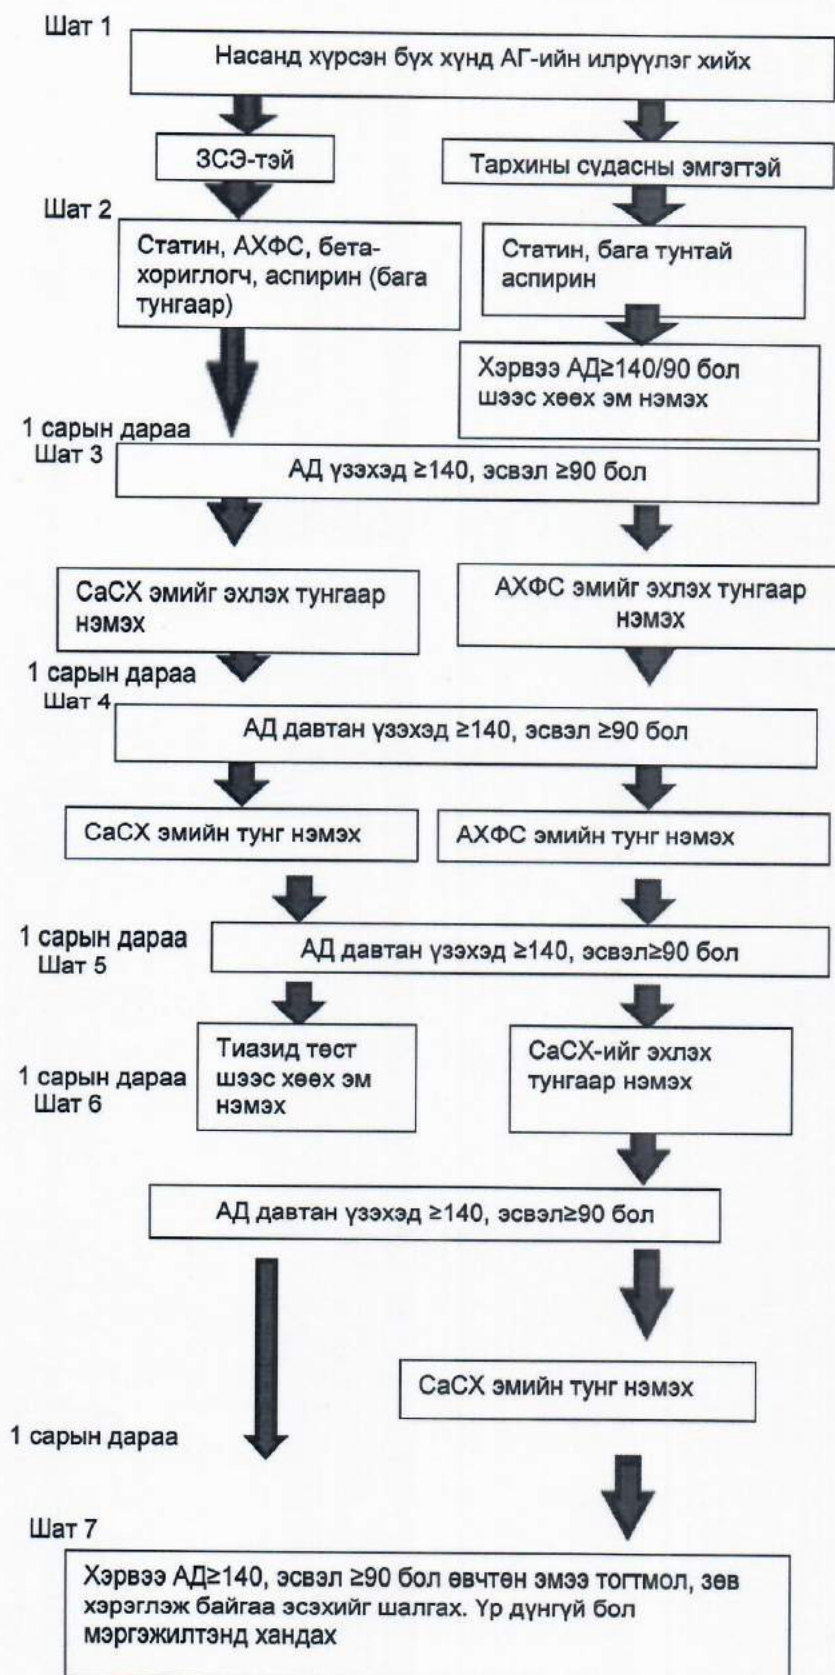 Шат 1
Насанд хүрсэн бүх хүнд АГ-ийн илрүүлэг хийх
ЗСЭ-тэй
Тархины судасны эмгэгтэй
Шат 2
Статин, АХФС, бета-
хориглогч, аспирин (бага
тунгаар)
Статин, бага тунтай
аспирин
Хэрвээ АД≥140/90 бол
шээс хөөх эм нэмэх
1 сарын дараа
Шат 3
АД үзэхэд ≥140, эсвэл ≥90 бол
СаСХ эмийг эхлэх тунгаар
нэмэх
АХФС эмийг эхлэх тунгаар
нэмэх
1 сарын дараа
Шат 4
АД давтан үзэхэд ≥140, эсвэл ≥90 бол
СаСХ эмийн тунг нэмэх
АХФС эмийн тунг нэмэх
1 сарын дараа
Шат 5
АД давтан үзэхэд ≥140, эсвэл≥90 бол
Тиазид төст
шээс хөөх эм
нэмэх
СаСХ-ийг эхлэх
тунгаар нэмэх
1 сарын дараа
Шат 6
АД давтан үзэхэд ≥140, эсвэл≥90 бол
СаСХ эмийн тунг нэмэх
1 сарын дараа
Шат 7
Хэрвээ АД≥140, эсвэл ≥90 бол өвчтөн эмээ тогтмол, зөв
хэрэглэж байгаа эсэхийг шалгах. Үр дүнгүй бол
мэргэжилтэнд хандах